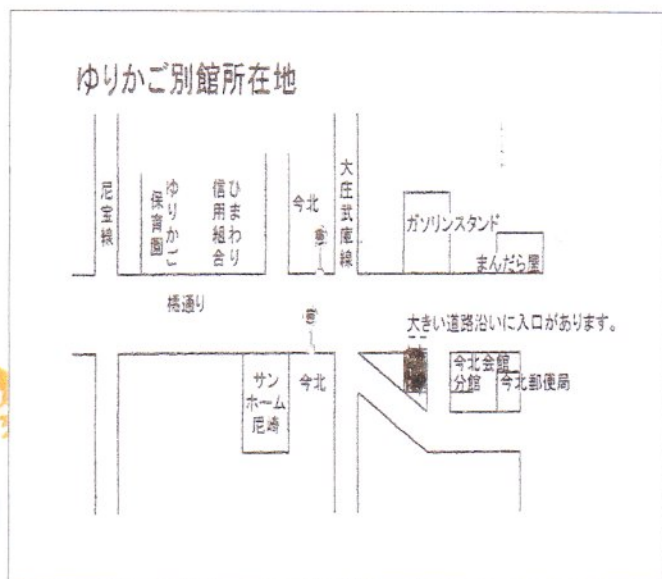 ゆりかご別館所在地
尼宝線
ゆりかご
保育園
ひまわり
信用組合
今北
大庄武庫線
ガソリンスタンド
まんだら屋
橘通り
大きい道路沿いに入口があります。
サン
ホーム
尼崎
今北
今北会館
分館
今北郵便局